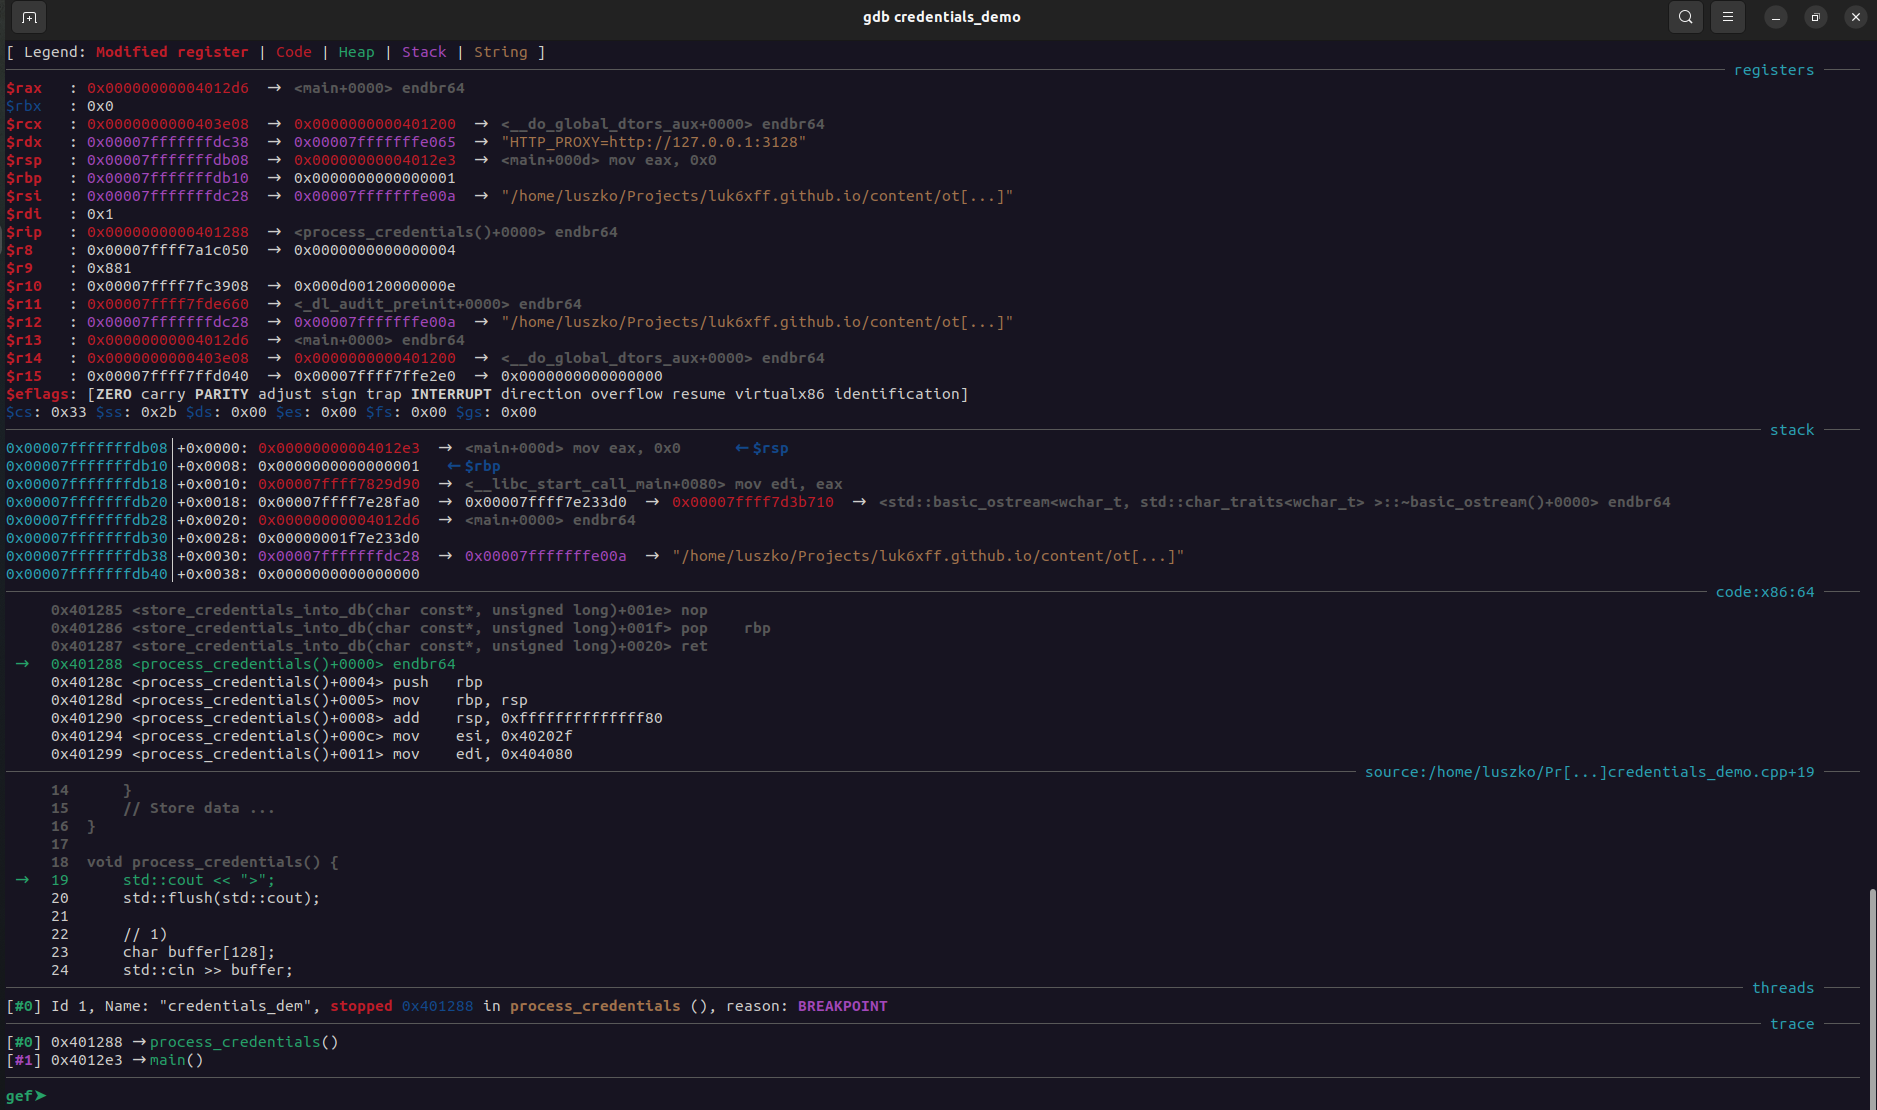 gdb credentials_demo
[ Legend: Modified register | Code | Heap | Stack | String ]
registers
$rax   : 0x00000000004012d6  →  <main+0000> endbr64
$rbx   : 0x0
$rcx   : 0x0000000000403e08  →  0x0000000000401200  →  <__do_global_dtors_aux+0000> endbr64
$rdx   : 0x00007fffffffdc38  →  0x00007fffffffe065  →  "HTTP_PROXY=http://127.0.0.1:3128"
$rsp   : 0x00007fffffffdb08  →  0x00000000004012e3  →  <main+000d> mov eax, 0x0
$rbp   : 0x00007fffffffdb10  →  0x0000000000000001
$rsi   : 0x00007fffffffdc28  →  0x00007fffffffe00a  →  "/home/luszko/Projects/luk6xff.github.io/content/ot[...]"
$rdi   : 0x1
$rip   : 0x0000000000401288  →  <process_credentials()+0000> endbr64
$r8    : 0x00007ffff7a1c050  →  0x0000000000000004
$r9    : 0x881
$r10   : 0x00007ffff7fc3908  →  0x000d00120000000e
$r11   : 0x00007ffff7fde660  →  <_dl_audit_preinit+0000> endbr64
$r12   : 0x00007fffffffdc28  →  0x00007fffffffe00a  →  "/home/luszko/Projects/luk6xff.github.io/content/ot[...]"
$r13   : 0x00000000004012d6  →  <main+0000> endbr64
$r14   : 0x0000000000403e08  →  0x0000000000401200  →  <__do_global_dtors_aux+0000> endbr64
$r15   : 0x00007ffff7ffd040  →  0x00007ffff7ffe2e0  →  0x0000000000000000
$eflags: [ZERO carry PARITY adjust sign trap INTERRUPT direction overflow resume virtualx86 identification]
$cs: 0x33 $ss: 0x2b $ds: 0x00 $es: 0x00 $fs: 0x00 $gs: 0x00
stack
0x00007fffffffdb08│+0x0000: 0x00000000004012e3  →  <main+000d> mov eax, 0x0      ←$rsp
0x00007fffffffdb10│+0x0008: 0x0000000000000001   ←$rbp
0x00007fffffffdb18│+0x0010: 0x00007ffff7829d90  →  <__libc_start_call_main+0080> mov edi, eax
0x00007fffffffdb20│+0x0018: 0x00007ffff7e28fa0  →  0x00007ffff7e233d0  →  0x00007ffff7d3b710  →  <std::basic_ostream<wchar_t, std::char_traits<wchar_t> >::~basic_ostream()+0000> endbr64
0x00007fffffffdb28│+0x0020: 0x00000000004012d6  →  <main+0000> endbr64
0x00007fffffffdb30│+0x0028: 0x00000001f7e233d0
0x00007fffffffdb38│+0x0030: 0x00007fffffffdc28  →  0x00007fffffffe00a  →  "/home/luszko/Projects/luk6xff.github.io/content/ot[...]"
0x00007fffffffdb40│+0x0038: 0x0000000000000000
code:x86:64
0x401285 <store_credentials_into_db(char const*, unsigned long)+001e> nop
0x401286 <store_credentials_into_db(char const*, unsigned long)+001f> pop    rbp
0x401287 <store_credentials_into_db(char const*, unsigned long)+0020> ret
→  0x401288 <process_credentials()+0000> endbr64
0x40128c <process_credentials()+0004> push   rbp
0x40128d <process_credentials()+0005> mov    rbp, rsp
0x401290 <process_credentials()+0008> add    rsp, 0xffffffffffffff80
0x401294 <process_credentials()+000c> mov    esi, 0x40202f
0x401299 <process_credentials()+0011> mov    edi, 0x404080
source:/home/luszko/Pr[...]credentials_demo.cpp+19
14      }
15      // Store data ...
16  }
17
18  void process_credentials() {
→  19      std::cout << ">";
20      std::flush(std::cout);
21
22      // 1)
23      char buffer[128];
24      std::cin >> buffer;
threads
[#0] Id 1, Name: "credentials_dem", stopped 0x401288 in process_credentials (), reason: BREAKPOINT
trace
[#0] 0x401288 →process_credentials()
[#1] 0x4012e3 →main()
gef➤